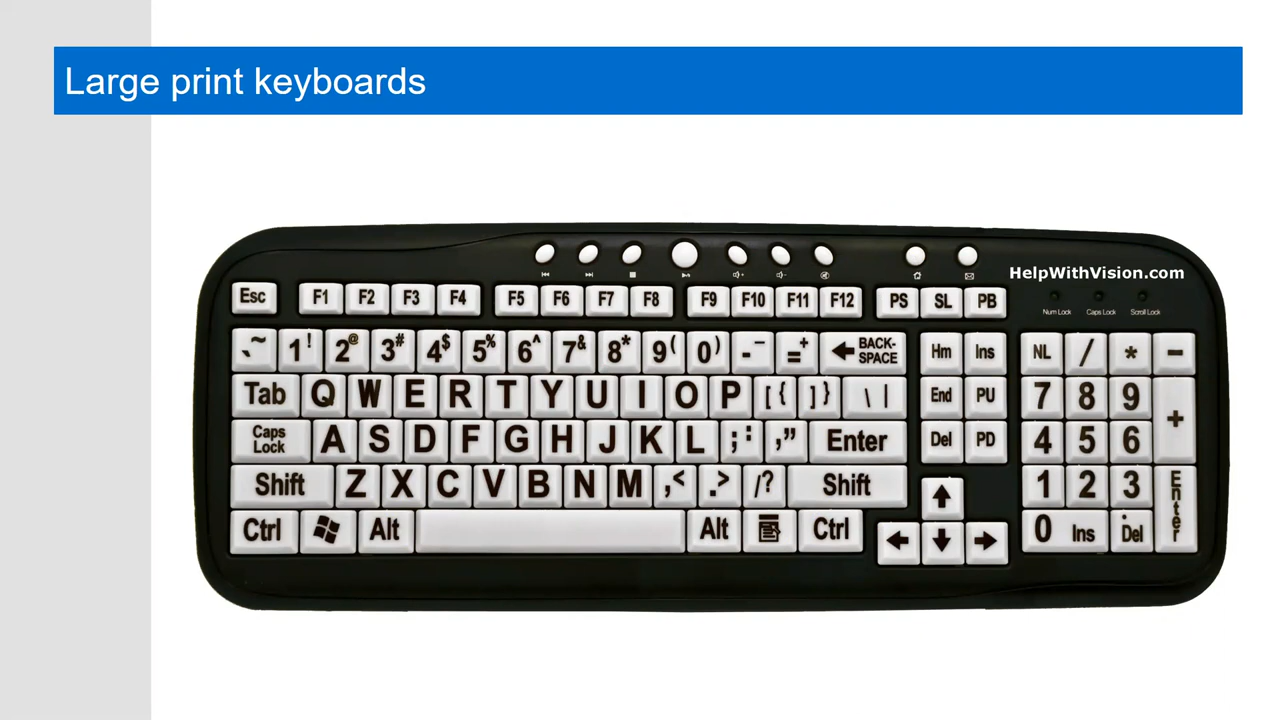 Large print keyboards
HelpWithVision.com
Num Lock Caps Lock Scroll Lock
Esc F1 F2 F3 F4 F5 F6 F7 F8 F9 F10 F11 F12 PS SL PB
`~ 1! 2@ 3# 4$ 5% 6^ 7& 8* 9( 0) -_ =+ BACK-
SPACE Hm Ins NL / * -
Tab Q W E R T Y U I O P [{ ]} \| End PU 7 8 9 +
Caps
Lock A S D F G H J K L ;: ," Enter Del PD 4 5 6
Shift Z X C V B N M ,< .> /? Shift 1 2 3 Enter
Ctrl Alt Alt Ctrl 0 Ins . Del